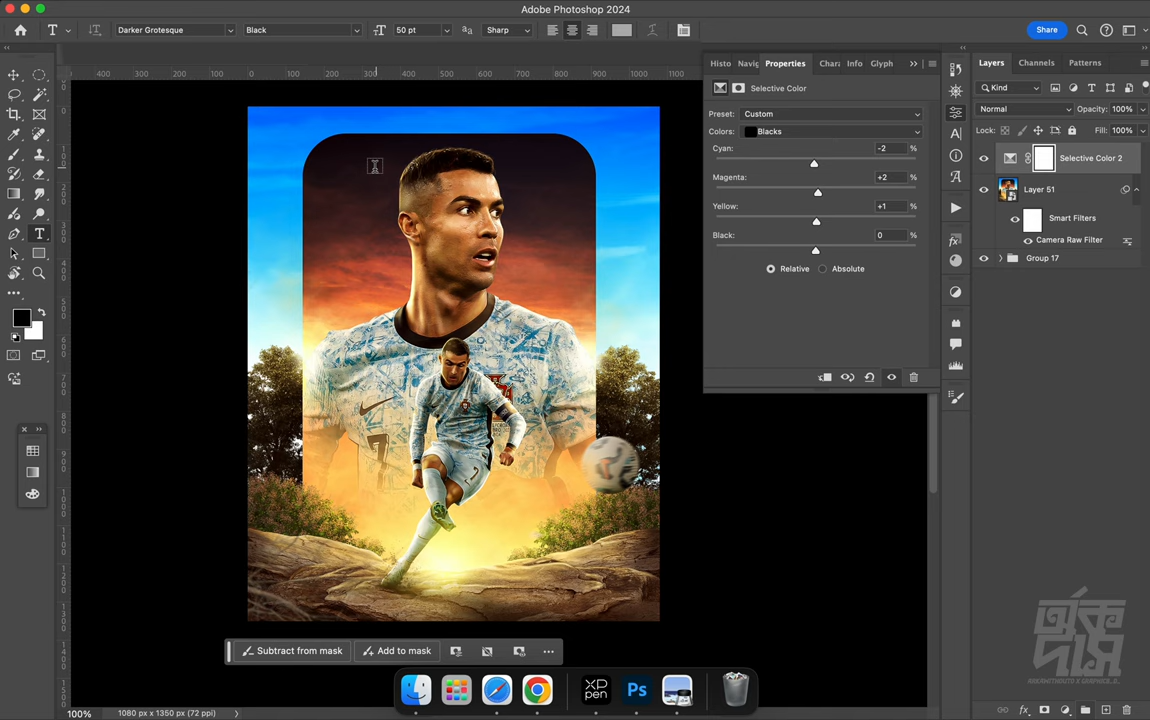 Adobe Photoshop 2024
Darker Grotesque
Black
50 pt
Sharp
Share
400 300 200 100 0 100 200 300 400 500 600 700 800 900 1000 1100
Histo
Navig
Properties
Chara
Info
Glyph
Selective Color
Preset:
Custom
Colors:
Blacks
Cyan:
-2
%
Magenta:
+2
%
Yellow:
+1
%
Black:
0
%
Relative
Absolute
Layers
Channels
Patterns
Kind
Normal
Opacity:
100%
Lock:
Fill:
100%
Selective Color 2
Layer 51
Smart Filters
Camera Raw Filter
Group 17
7
Subtract from mask
Add to mask
xp
pen
Ps
100%
1080 px x 1350 px (72 ppi)